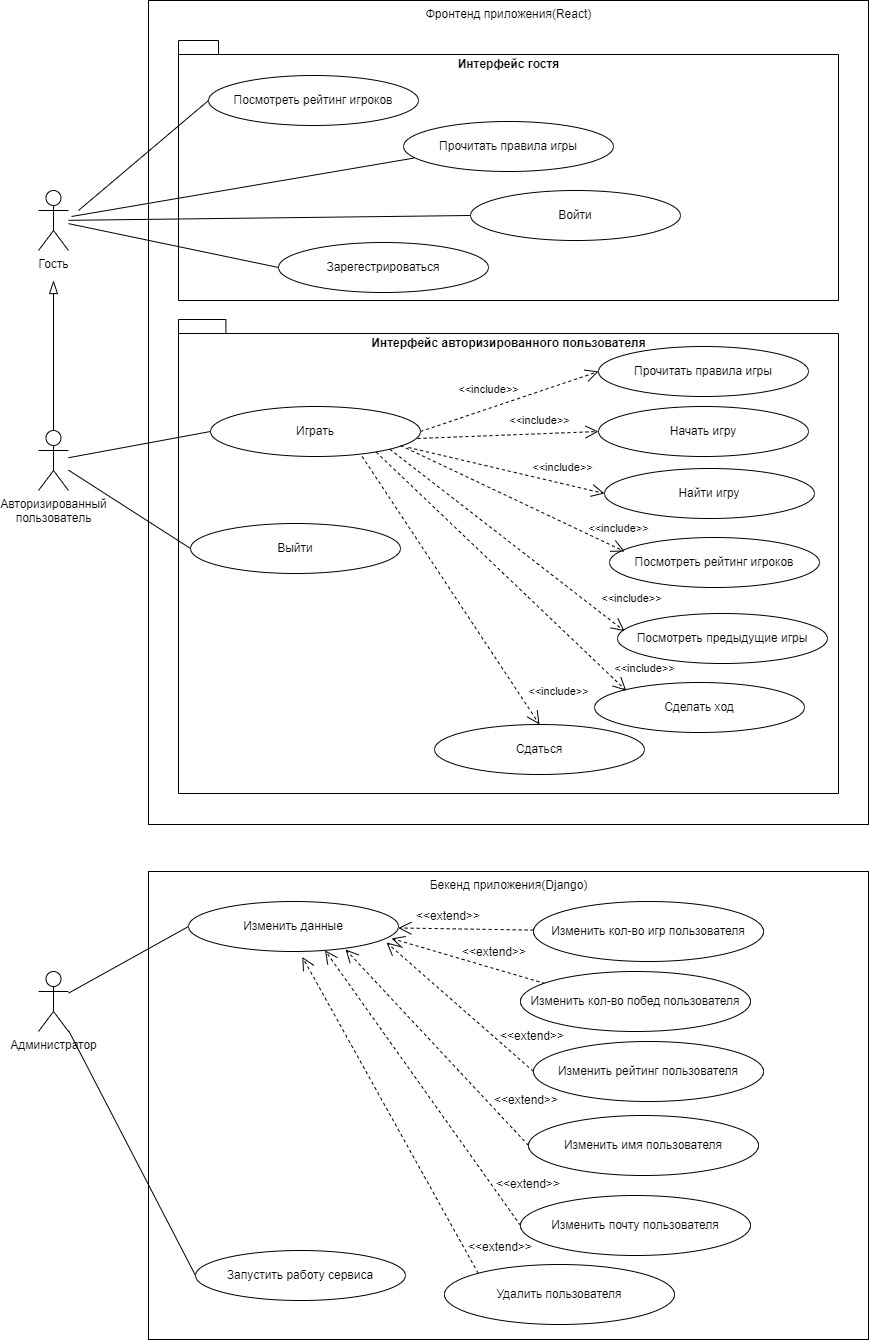 Фронтенд приложения(React)
Интерфейс гостя
Посмотреть рейтинг игроков
Прочитать правила игры
Войти
Зарегестрироваться
Гость
Интерфейс авторизированного пользователя
Прочитать правила игры
<<include>>
Начать игру
<<include>>
Играть
<<include>>
Найти игру
Авторизированный
пользователь
<<include>>
Выйти
Посмотреть рейтинг игроков
<<include>>
Посмотреть предыдущие игры
<<include>>
<<include>>
Сделать ход
Сдаться
Бекенд приложения(Django)
<<extend>>
Изменить данные
Изменить кол-во игр пользователя
<<extend>>
Изменить кол-во побед пользователя
<<extend>>
Администратор
Изменить рейтинг пользователя
<<extend>>
Изменить имя пользователя
<<extend>>
Изменить почту пользователя
<<extend>>
Запустить работу сервиса
Удалить пользователя